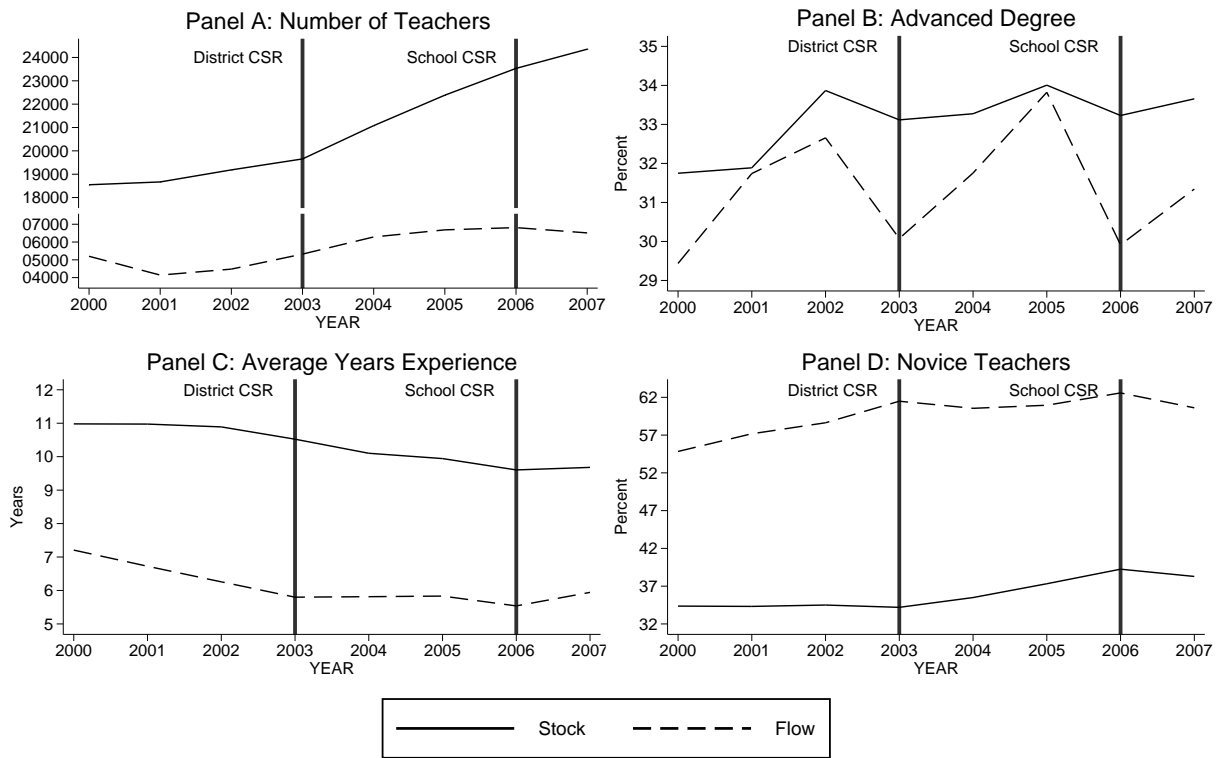 Panel A: Number of Teachers
District CSR School CSR
24000
23000
22000
21000
20000
19000
18000
07000
06000
05000
04000
2000 2001 2002 2003 2004 2005 2006 2007
YEAR
Panel B: Advanced Degree
District CSR School CSR
Percent
35
34
33
32
31
30
29
2000 2001 2002 2003 2004 2005 2006 2007
YEAR
Panel C: Average Years Experience
District CSR School CSR
Years
12
11
10
9
8
7
6
5
2000 2001 2002 2003 2004 2005 2006 2007
YEAR
Panel D: Novice Teachers
District CSR School CSR
Percent
62
57
52
47
42
37
32
2000 2001 2002 2003 2004 2005 2006 2007
YEAR
Stock Flow